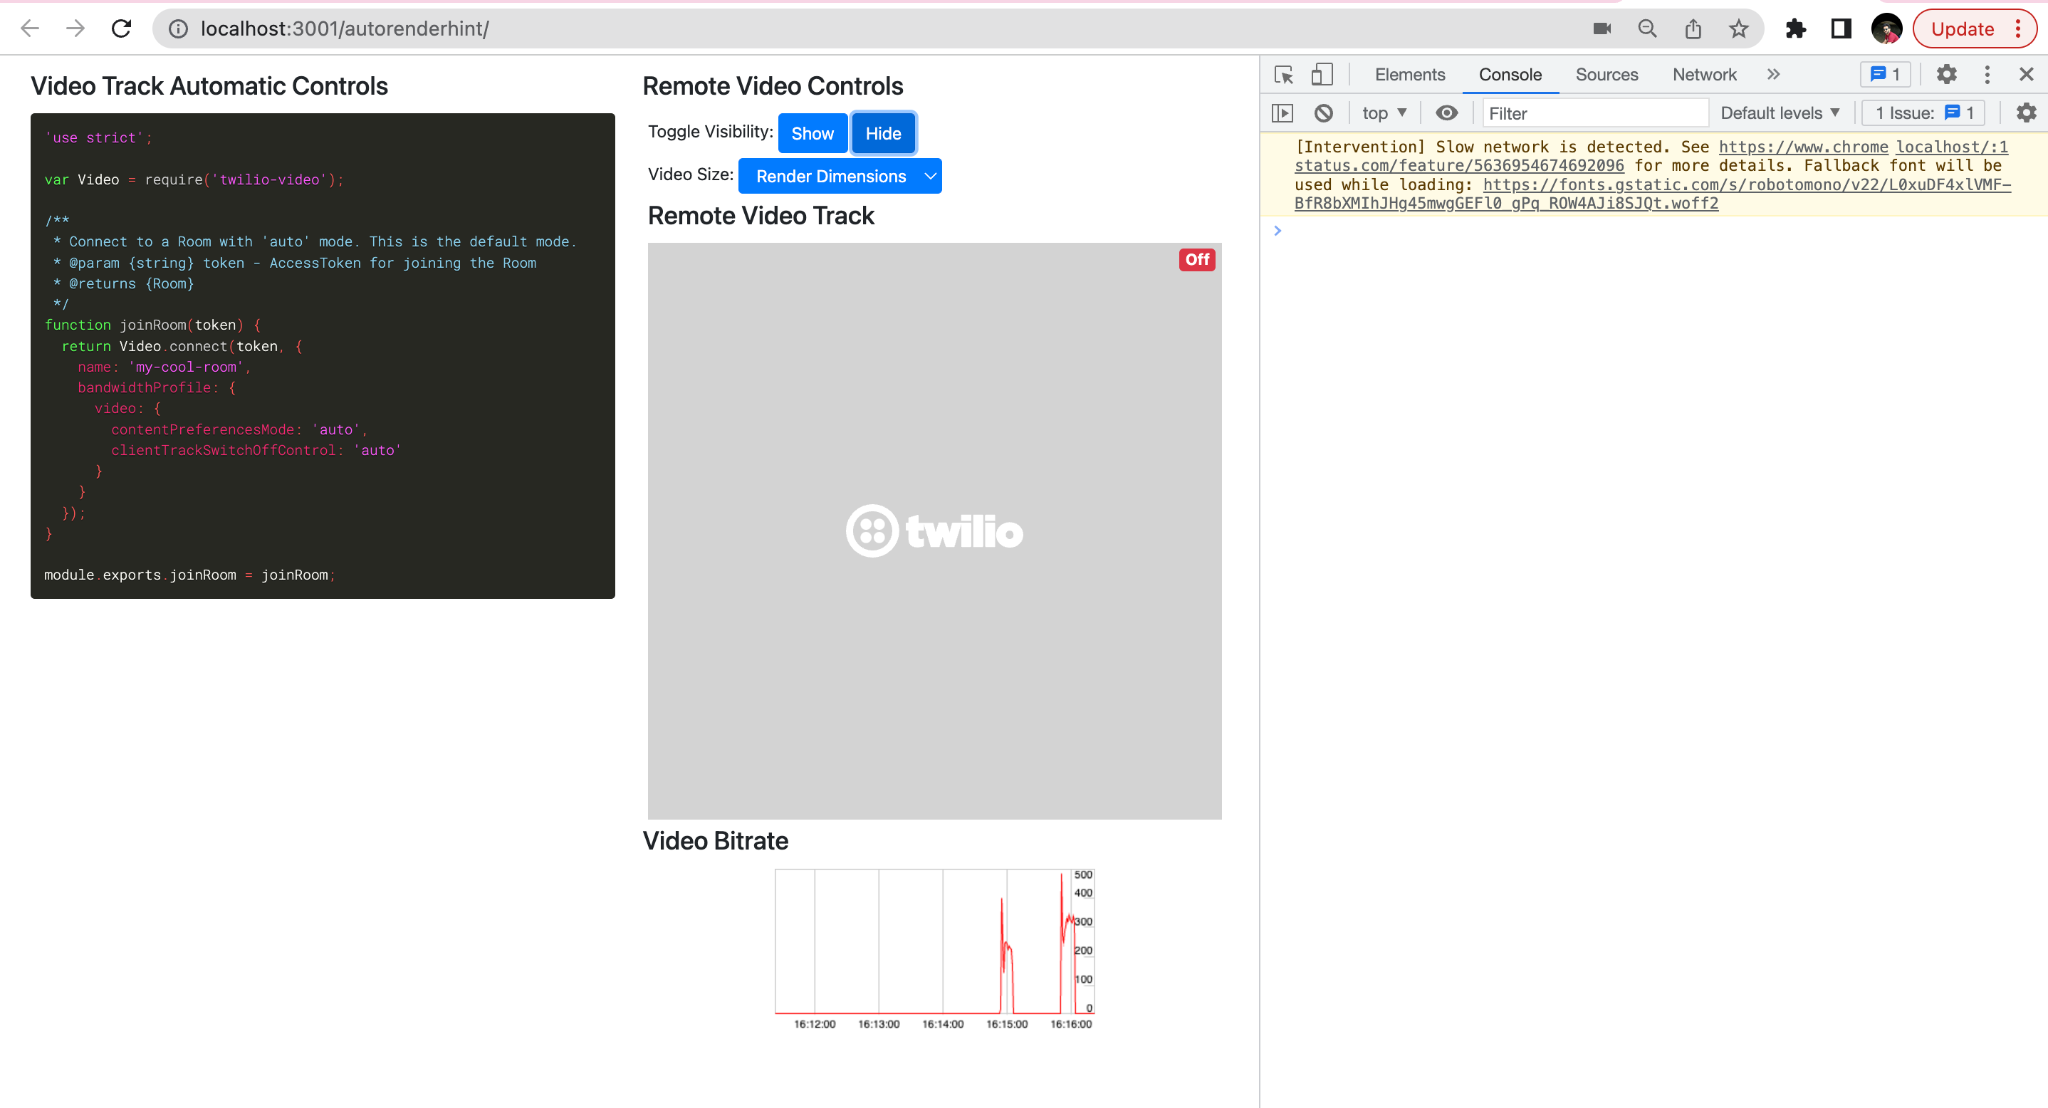 localhost:3001/autorenderhint/
Update
Video Track Automatic Controls
'use strict';
var Video = require('twilio-video');
/**
* Connect to a Room with 'auto' mode. This is the default mode.
* @param {string} token - AccessToken for joining the Room
* @returns {Room}
*/
function joinRoom(token) {
return Video.connect(token, {
name: 'my-cool-room',
bandwidthProfile: {
video: {
contentPreferencesMode: 'auto',
clientTrackSwitchOffControl: 'auto'
}
}
});
}
module.exports.joinRoom = joinRoom;
Remote Video Controls
Toggle Visibility: Show Hide
Video Size: Render Dimensions
Remote Video Track
Off
twilio
Video Bitrate
500
400
300
200
100
0
16:12:00 16:13:00 16:14:00 16:15:00 16:16:00
Elements Console Sources Network 1
top Filter Default levels 1 Issue: 1
[Intervention] Slow network is detected. See https://www.chrome localhost/:1
status.com/feature/5636954674692096 for more details. Fallback font will be
used while loading: https://fonts.gstatic.com/s/robotomono/v22/L0xuDF4xlVMF-
BfR8bXMIhJHg45mwgGEFl0_gPq_ROW4AJi8SJQt.woff2